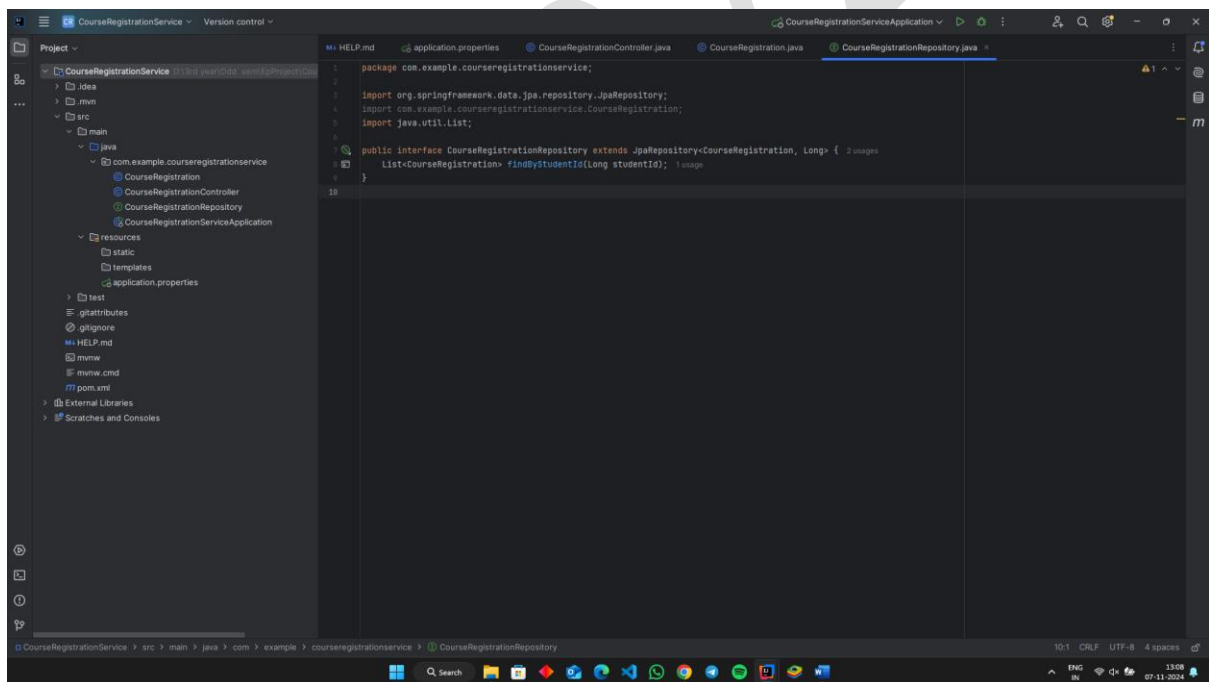 CR CourseRegistrationService Version control
CourseRegistrationServiceApplication
Project
M↓ HELP.md application.properties CourseRegistrationController.java CourseRegistration.java CourseRegistrationRepository.java
CourseRegistrationService
.idea
.mvn
src
main
java
com.example.courseregistrationservice
CourseRegistration
CourseRegistrationController
CourseRegistrationRepository
CourseRegistrationServiceApplication
resources
static
templates
application.properties
test
.gitattributes
.gitignore
M↓ HELP.md
mvnw
mvnw.cmd
m pom.xml
External Libraries
Scratches and Consoles
1 package com.example.courseregistrationservice;
2
3 import org.springframework.data.jpa.repository.JpaRepository;
4 import com.example.courseregistrationservice.CourseRegistration;
5 import java.util.List;
6
7 public interface CourseRegistrationRepository extends JpaRepository<CourseRegistration, Long> { 2 usages
8 List<CourseRegistration> findByStudentId(Long studentId); 1 usage
9 }
10
1
m
CourseRegistrationService > src > main > java > com > example > courseregistrationservice > CourseRegistrationRepository
10:1 CRLF UTF-8 4 spaces
Search
ENG
IN
13:08
07-11-2024